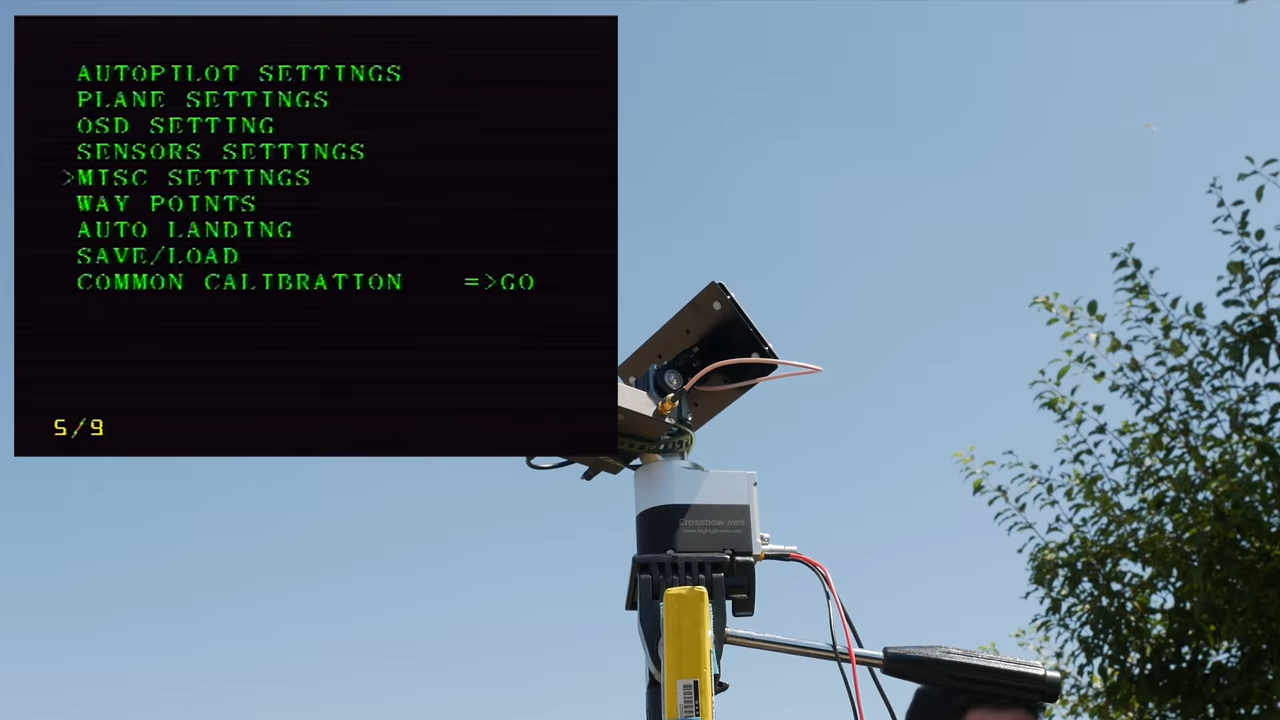 AUTOPILOT SETTINGS
PLANE SETTINGS
OSD SETTING
SENSORS SETTINGS
>MISC SETTINGS
WAY POINTS
AUTO LANDING
SAVE/LOAD
COMMON CALIBRATION =>GO
5/9
Crossbow mini